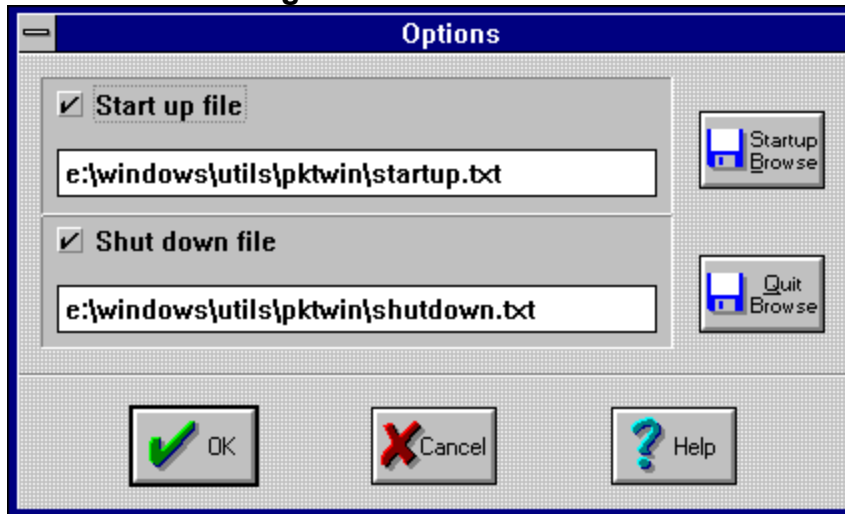 Options
Start up file
e:\windows\utils\pktwin\startup.txt
Startup
Browse
Shut down file
e:\windows\utils\pktwin\shutdown.txt
Quit
Browse
OK
Cancel
Help